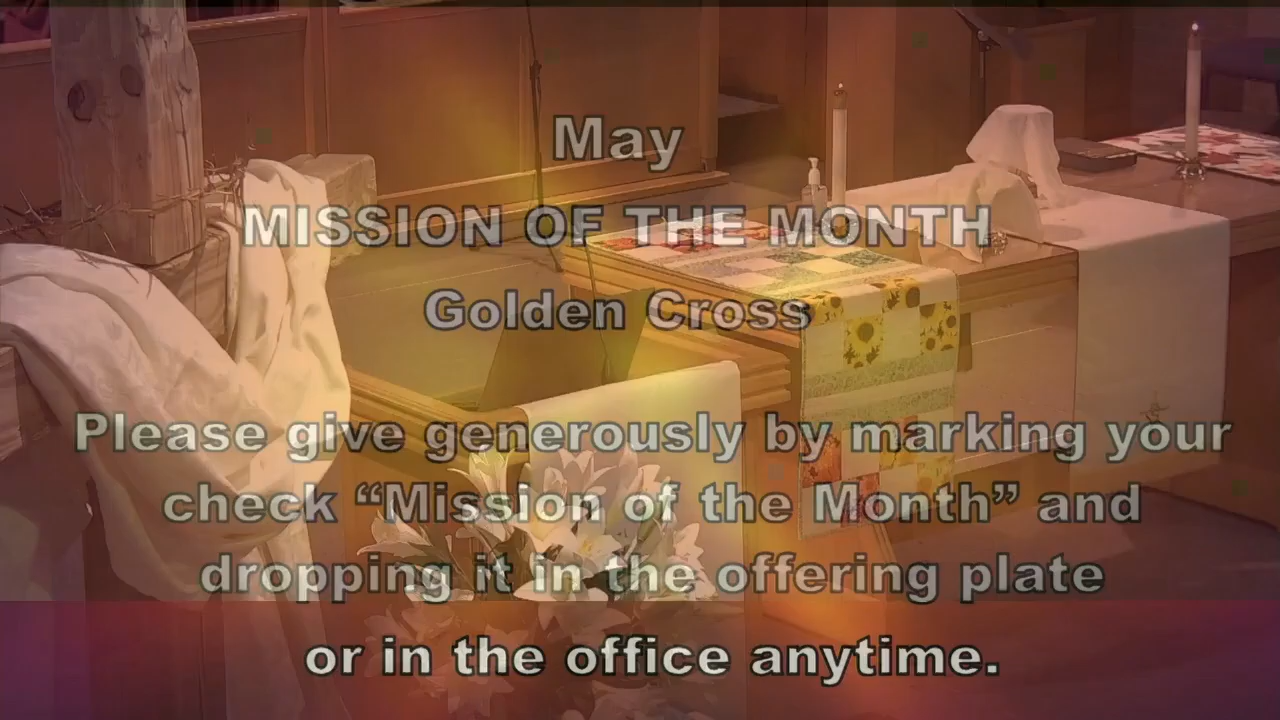 May
MISSION OF THE MONTH
Golden Cross
Please give generously by marking your
check “Mission of the Month” and
dropping it in the offering plate
or in the office anytime.